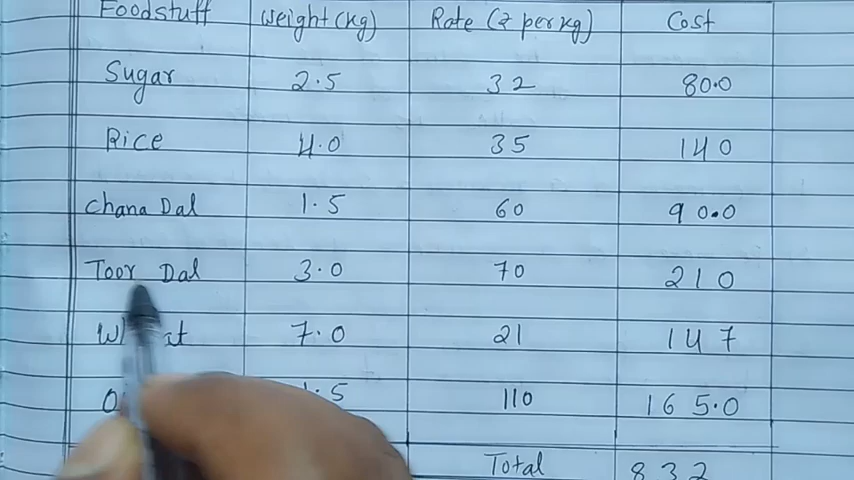 Foodstuff Weight (kg) Rate (₹ per kg) Cost
Sugar 2.5 32 80.0
Rice 4.0 35 140
Chana Dal 1.5 60 90.0
Toor Dal 3.0 70 210
7.0 21 147
110 165.0
Total 832